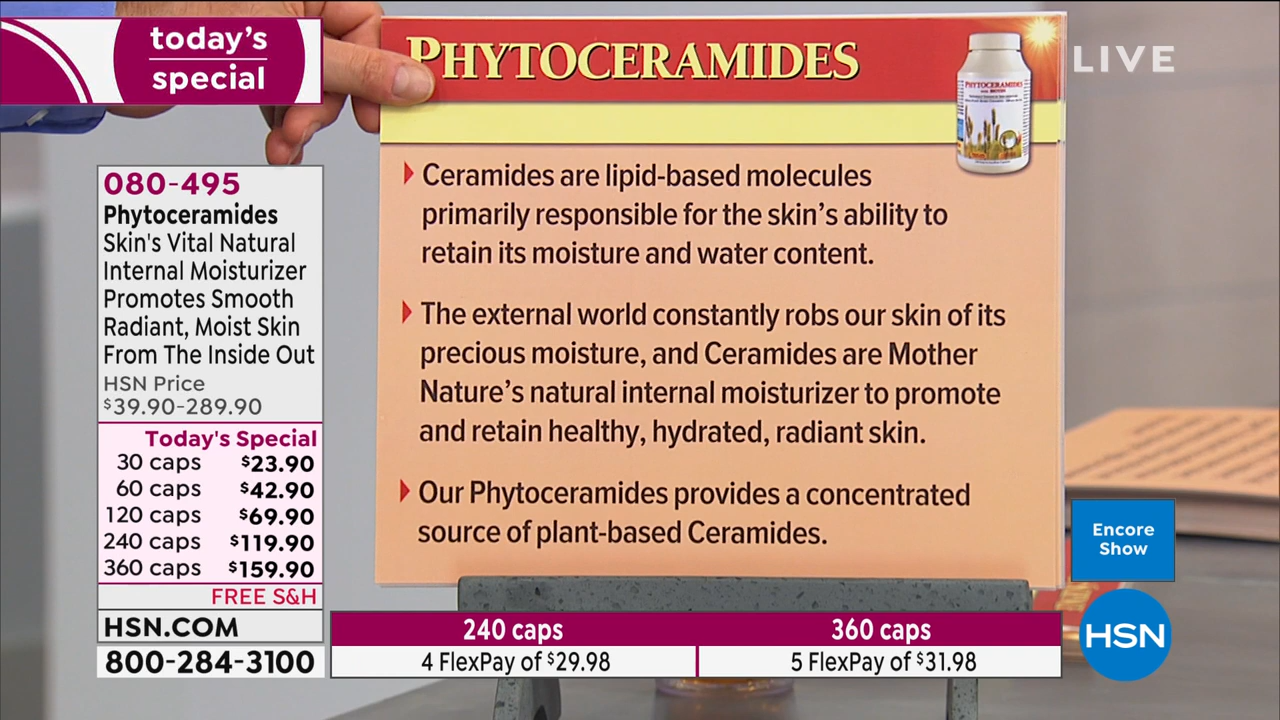 today's
special
PHYTOCERAMIDES
LIVE
PHYTOCERAMIDES
080-495
Phytoceramides
Skin's Vital Natural
Internal Moisturizer
Promotes Smooth
Radiant, Moist Skin
From The Inside Out
HSN Price
$39.90-289.90
Today's Special
30 caps $23.90
60 caps $42.90
120 caps $69.90
240 caps $119.90
360 caps $159.90
FREE S&H
HSN.COM
800-284-3100
Ceramides are lipid-based molecules
primarily responsible for the skin's ability to
retain its moisture and water content.
The external world constantly robs our skin of its
precious moisture, and Ceramides are Mother
Nature's natural internal moisturizer to promote
and retain healthy, hydrated, radiant skin.
Our Phytoceramides provides a concentrated
source of plant-based Ceramides.
Encore
Show
HSN
240 caps 360 caps
4 FlexPay of $29.98 5 FlexPay of $31.98